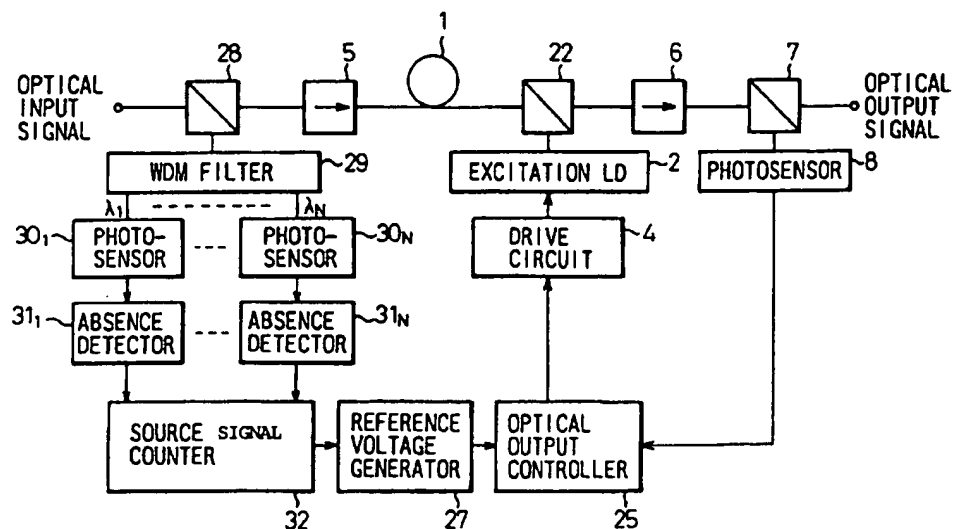 1
28
5
22
6
7
OPTICAL
INPUT
SIGNAL
OPTICAL
OUTPUT
SIGNAL
WDM FILTER
29
EXCITATION LD
2
PHOTOSENSOR
8
λ1
λN
30₁
PHOTO-
SENSOR
PHOTO-
SENSOR
30N
DRIVE
CIRCUIT
4
31₁
ABSENCE
DETECTOR
ABSENCE
DETECTOR
31N
SOURCE SIGNAL
COUNTER
32
REFERENCE
VOLTAGE
GENERATOR
27
OPTICAL
OUTPUT
CONTROLLER
25